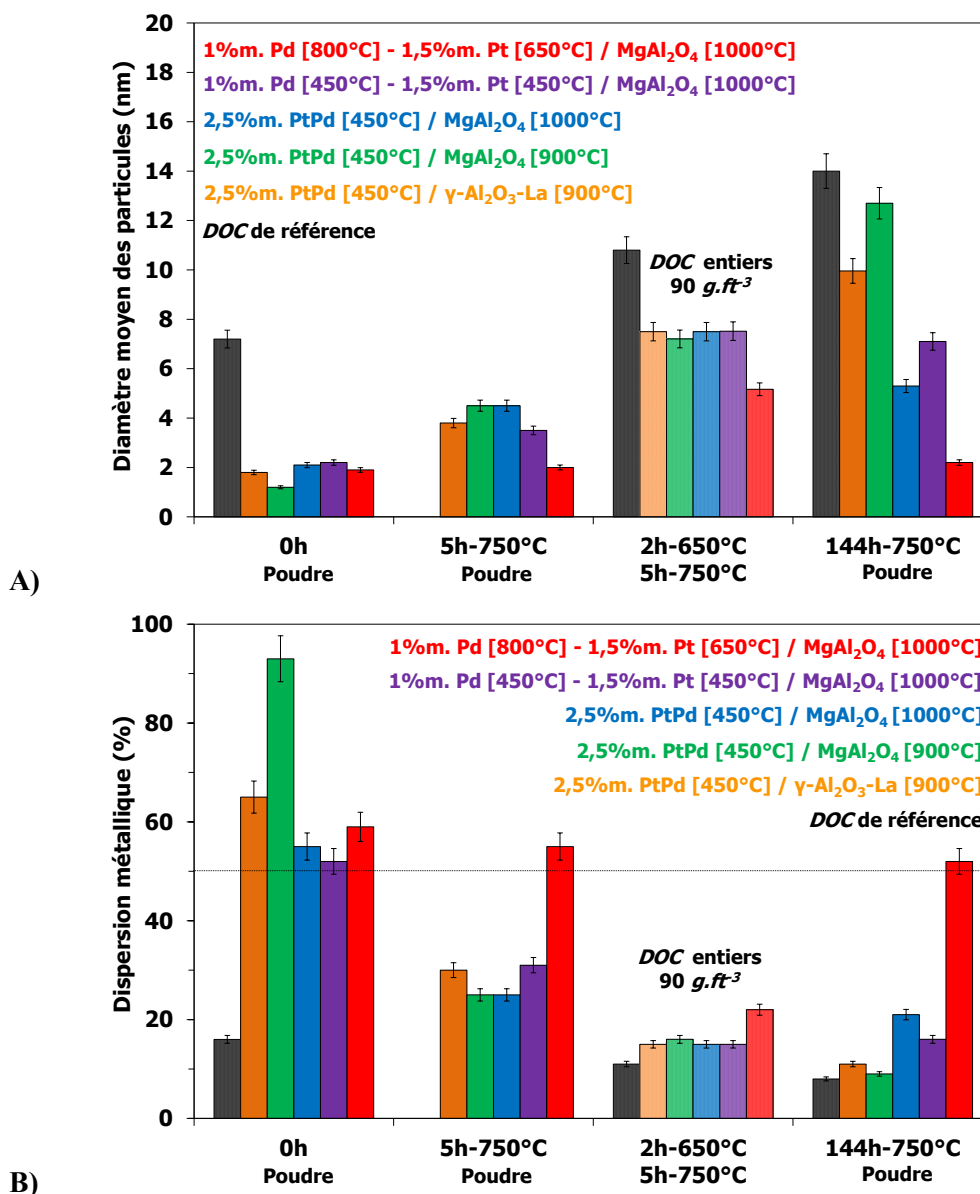 20
18
16
14
12
10
8
6
4
2
0
Diamètre moyen des particules (nm)
1%m. Pd [800°C] - 1,5%m. Pt [650°C] / MgAl₂O₄ [1000°C]
1%m. Pd [450°C] - 1,5%m. Pt [450°C] / MgAl₂O₄ [1000°C]
2,5%m. PtPd [450°C] / MgAl₂O₄ [1000°C]
2,5%m. PtPd [450°C] / MgAl₂O₄ [900°C]
2,5%m. PtPd [450°C] / γ-Al₂O₃-La [900°C]
DOC de référence
DOC entiers
90 g.ft⁻³
0h
Poudre
5h-750°C
Poudre
2h-650°C
5h-750°C
144h-750°C
Poudre
A)
100
80
60
40
20
0
Dispersion métallique (%)
1%m. Pd [800°C] - 1,5%m. Pt [650°C] / MgAl₂O₄ [1000°C]
1%m. Pd [450°C] - 1,5%m. Pt [450°C] / MgAl₂O₄ [1000°C]
2,5%m. PtPd [450°C] / MgAl₂O₄ [1000°C]
2,5%m. PtPd [450°C] / MgAl₂O₄ [900°C]
2,5%m. PtPd [450°C] / γ-Al₂O₃-La [900°C]
DOC de référence
DOC entiers
90 g.ft⁻³
0h
Poudre
5h-750°C
Poudre
2h-650°C
5h-750°C
144h-750°C
Poudre
B)